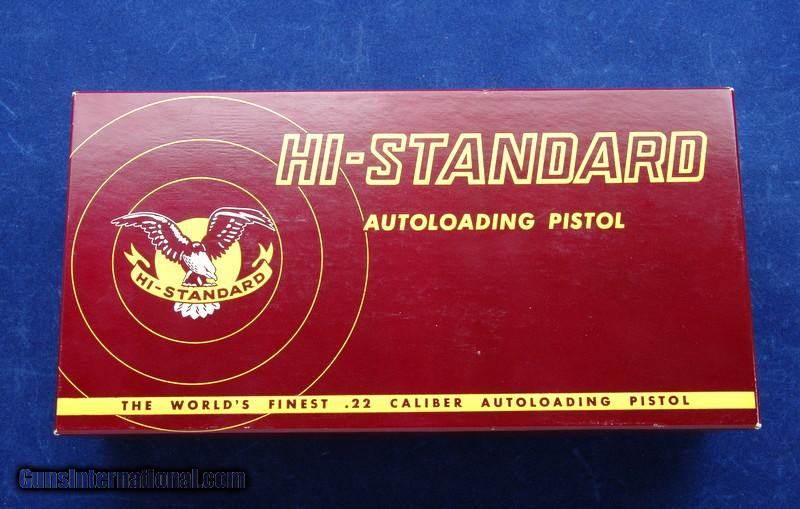 HI-STANDARD
AUTOLOADING PISTOL
HI-STANDARD
THE WORLD'S FINEST .22 CALIBER AUTOLOADING PISTOL
GunsInternational.com